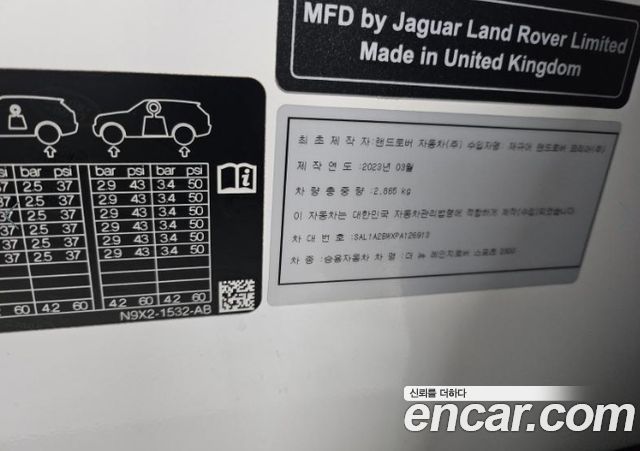 MFD by Jaguar Land Rover Limited
Made in United Kingdom
최초제작자:랜드로버 자동차(주) 수입자명: 재규어 랜드로버 코리아(주)
제작연도:2023년 03월
차량총중량:2,865 kg
이 자동차는 대한민국 자동차관리법령에 적합하게 제작(수입)되었습니다.
차대번호:SAL1A2BWXPA126913
차종:승용자동차 차명:더 뉴 레인지로버 스포츠 3000
psi bar psi bar psi bar psi
37 2.5 37 2.9 43 3.4 50
37 2.5 37 2.9 43 3.4 50
37 2.5 37 2.9 43 3.4 50
37 2.5 37 2.9 43 3.4 50
37 2.5 37 2.9 43 3.4 50
37 2.5 37 2.9 43 3.4 50
60 4.2 60 4.2 60 4.2 60
N9X2-1532-AB
신뢰를 더하다
encar.com